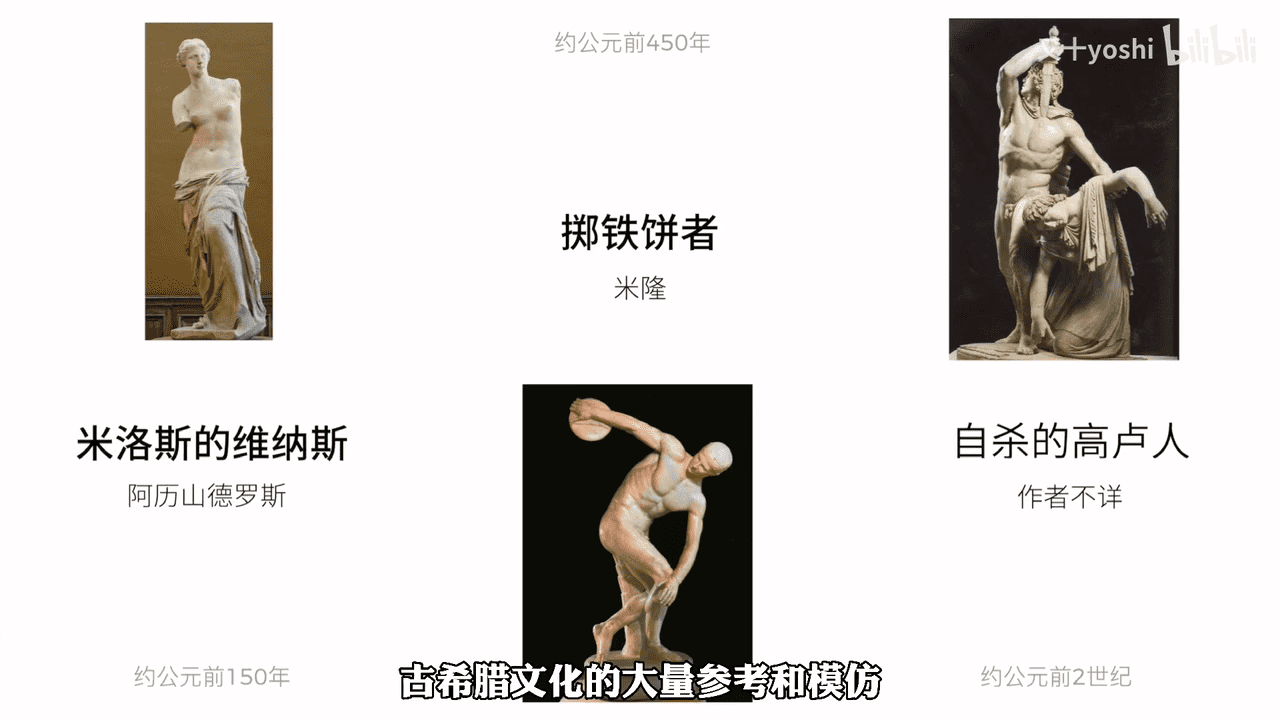 约公元前450年
十yoshi bilibili
掷铁饼者
米隆
米洛斯的维纳斯
阿历山德罗斯
自杀的高卢人
作者不详
约公元前150年
古希腊文化的大量参考和模仿
约公元前2世纪